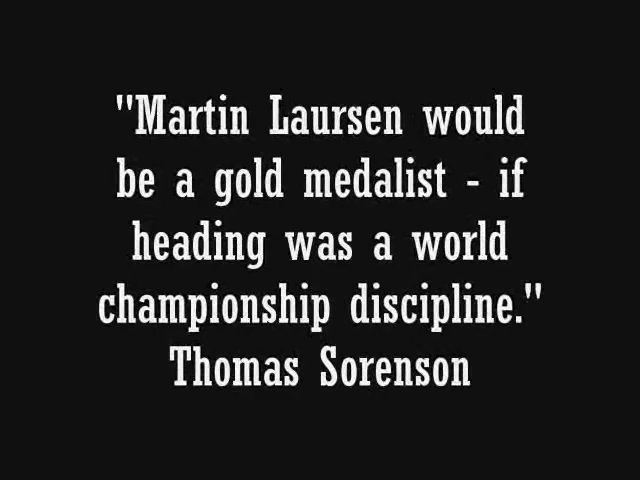 "Martin Laursen would
be a gold medalist - if
heading was a world
championship discipline."
Thomas Sorenson